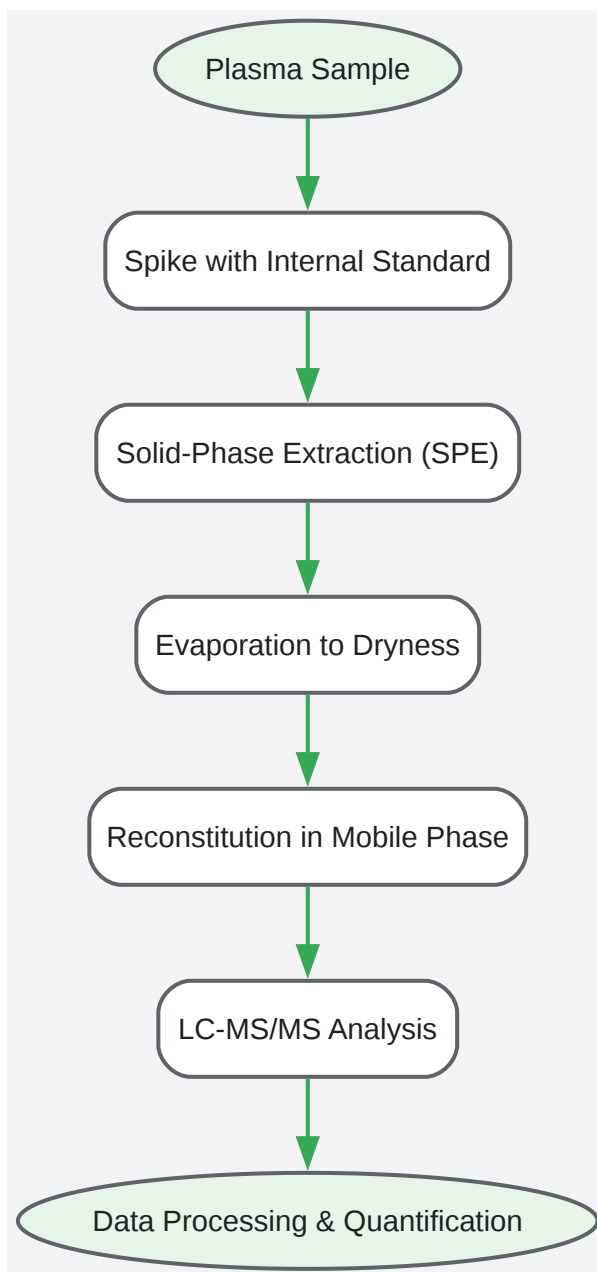 Plasma Sample
Spike with Internal Standard
Solid-Phase Extraction (SPE)
Evaporation to Dryness
Reconstitution in Mobile Phase
LC-MS/MS Analysis
Data Processing & Quantification